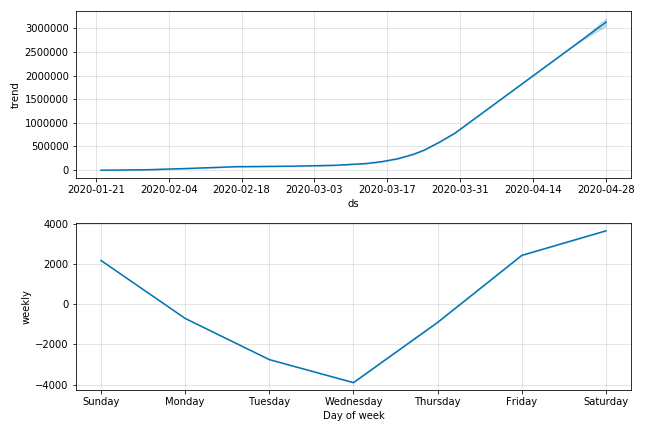 3000000
2500000
2000000
1500000
1000000
500000
0
trend
2020-01-21 2020-02-04 2020-02-18 2020-03-03 2020-03-17 2020-03-31 2020-04-14 2020-04-28
ds
4000
2000
0
−2000
−4000
weekly
Sunday Monday Tuesday Wednesday Thursday Friday Saturday
Day of week